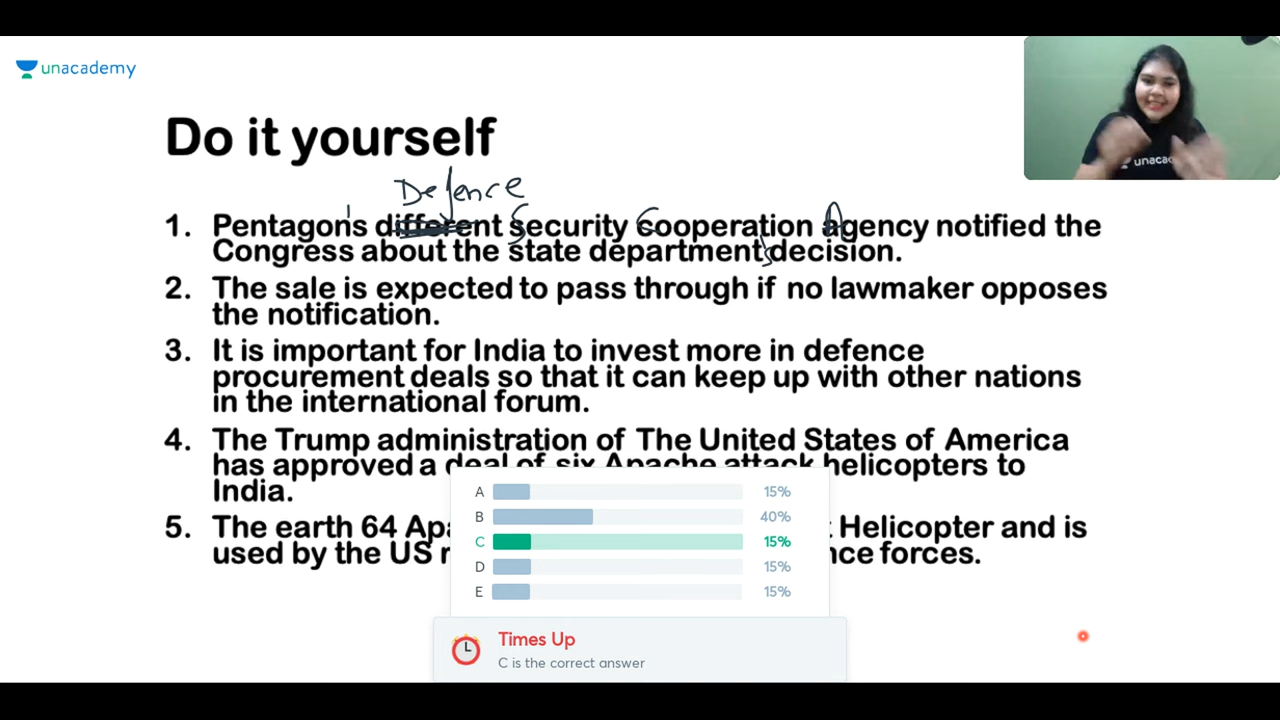 unacademy
Do it yourself
Defence
1. Pentagon's different security Cooperation Agency notified the
Congress about the state department's decision.
2. The sale is expected to pass through if no lawmaker opposes
the notification.
3. It is important for India to invest more in defence
procurement deals so that it can keep up with other nations
in the international forum.
4. The Trump administration of The United States of America
has approved a deal of six Apache attack helicopters to
India.
5. The earth 64 Apa Helicopter and is
used by the US nce forces.
A 15%
B 40%
C 15%
D 15%
E 15%
Times Up
C is the correct answer
unaca